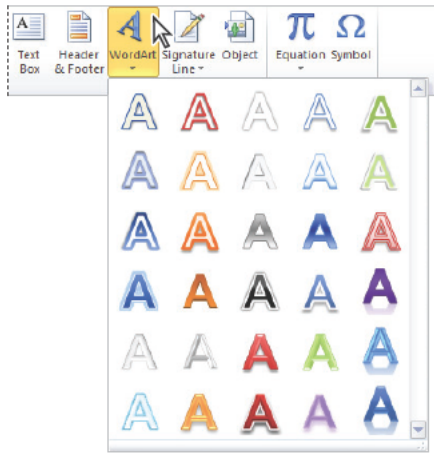 A
Text Box
Header & Footer
A
WordArt
Signature Line
Object
π
Equation
Ω
Symbol
A A A A A
A A A A A
A A A A A
A A A A A
A A A A A
A A A A A